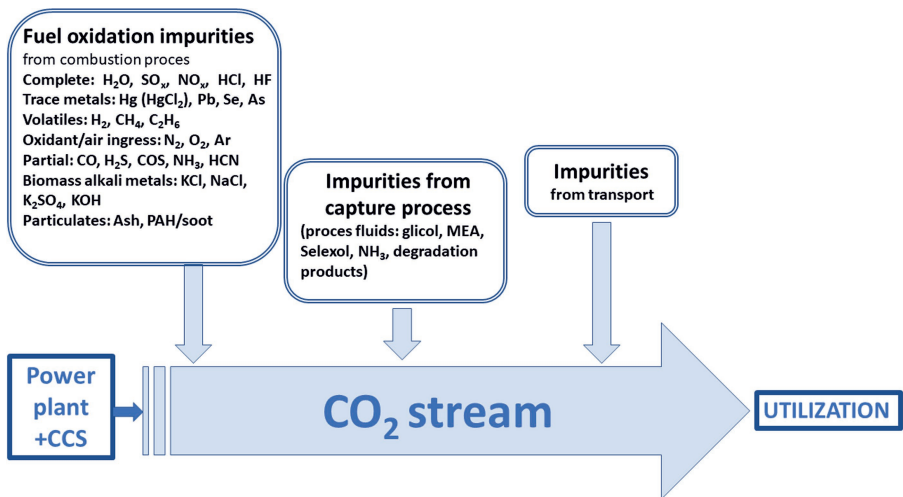 Fuel oxidation impurities
from combustion proces
Complete: H₂O, SOₓ, NOₓ, HCl, HF
Trace metals: Hg (HgCl₂), Pb, Se, As
Volatiles: H₂, CH₄, C₂H₆
Oxidant/air ingress: N₂, O₂, Ar
Partial: CO, H₂S, COS, NH₃, HCN
Biomass alkali metals: KCl, NaCl,
K₂SO₄, KOH
Particulates: Ash, PAH/soot
Impurities from
capture process
(proces fluids: glicol, MEA,
Selexol, NH₃, degradation
products)
Impurities
from transport
Power
plant
+CCS
CO₂ stream
UTILIZATION